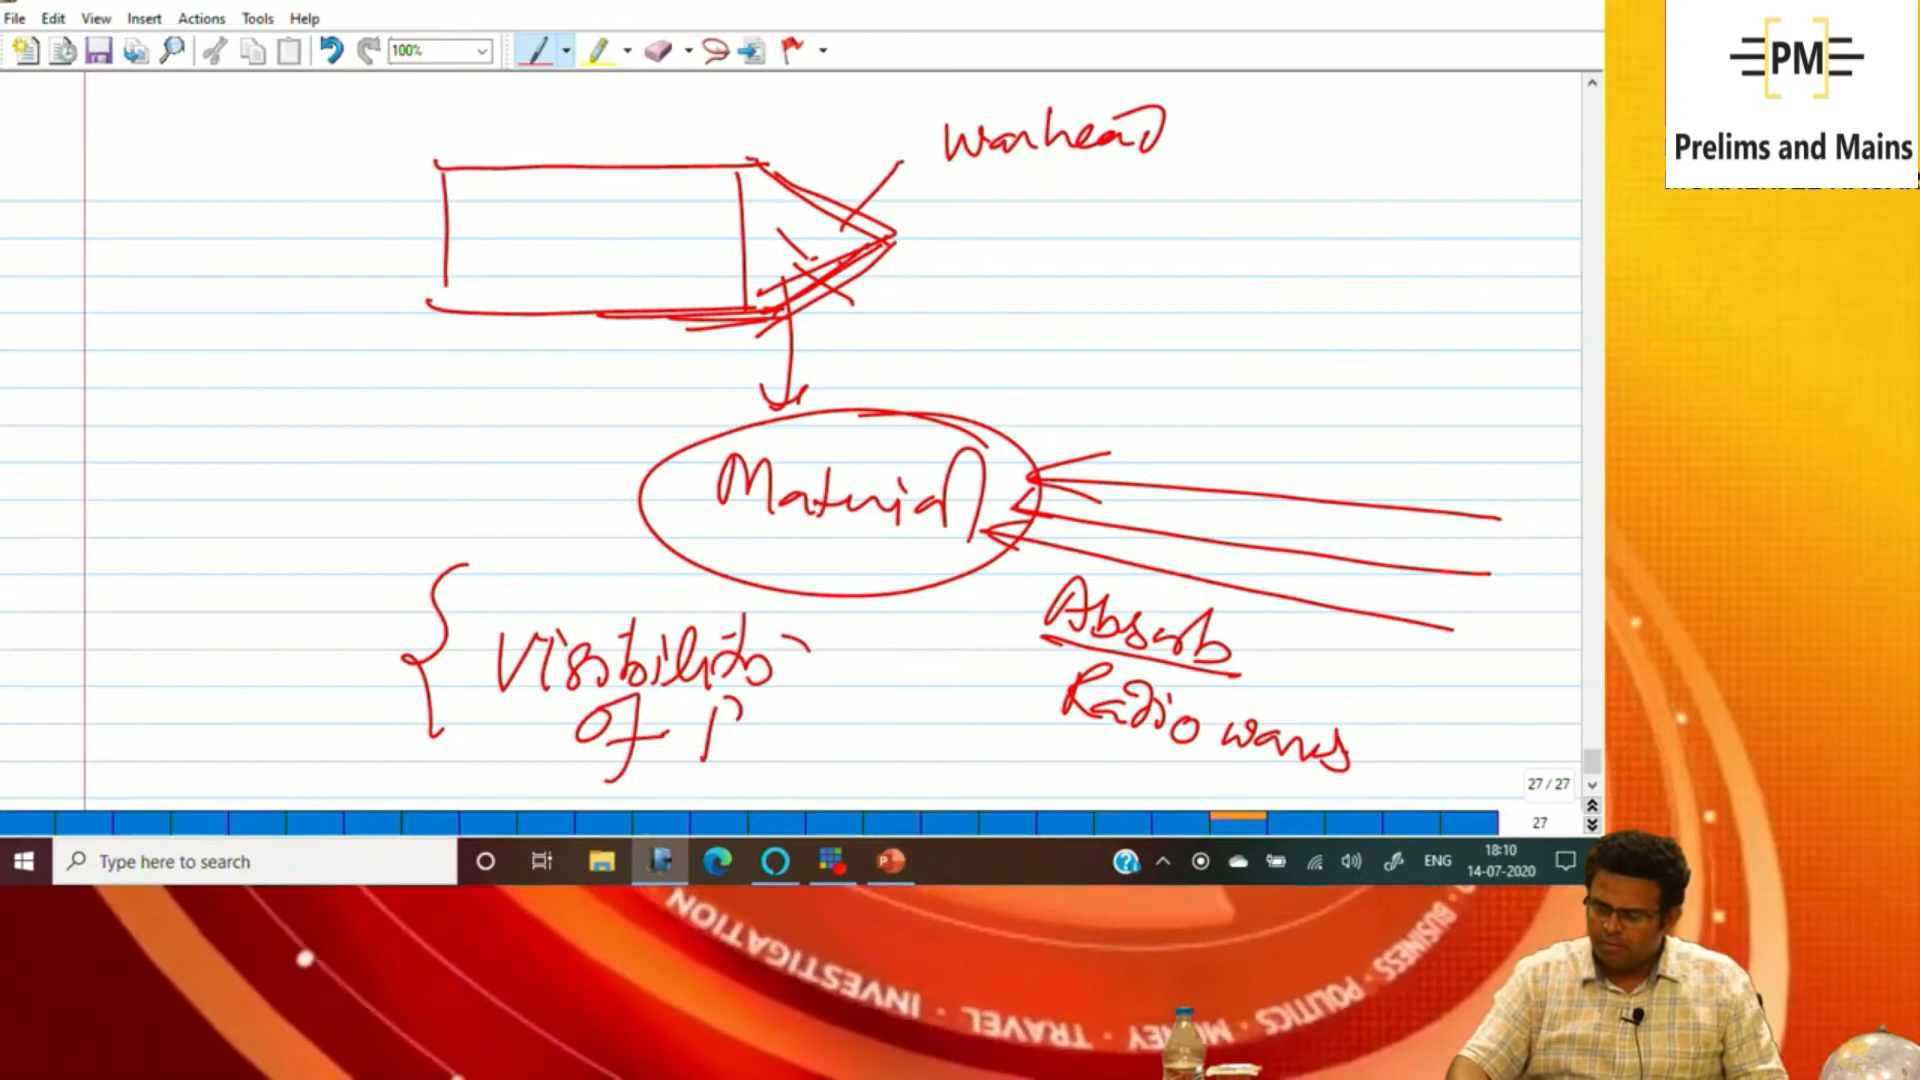 File Edit View Insert Actions Tools Help
100%
PM
Prelims and Mains
Warhead
Material
Absorb
Radio waves
Visibility
of
27 / 27
27
Type here to search
ENG
18:10
14-07-2020
BUSINESS · POLITICS · MONEY · TRAVEL · INVESTIGATION